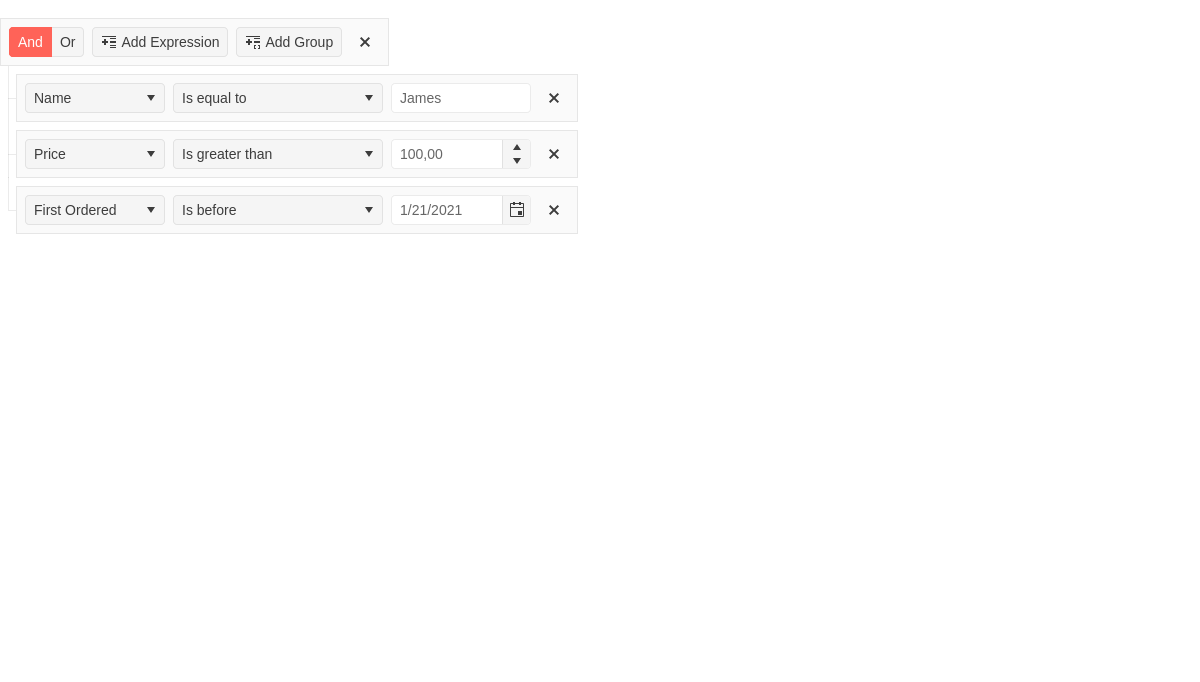 And Or Add Expression Add Group
Name Is equal to James
Price Is greater than 100,00
First Ordered Is before 1/21/2021